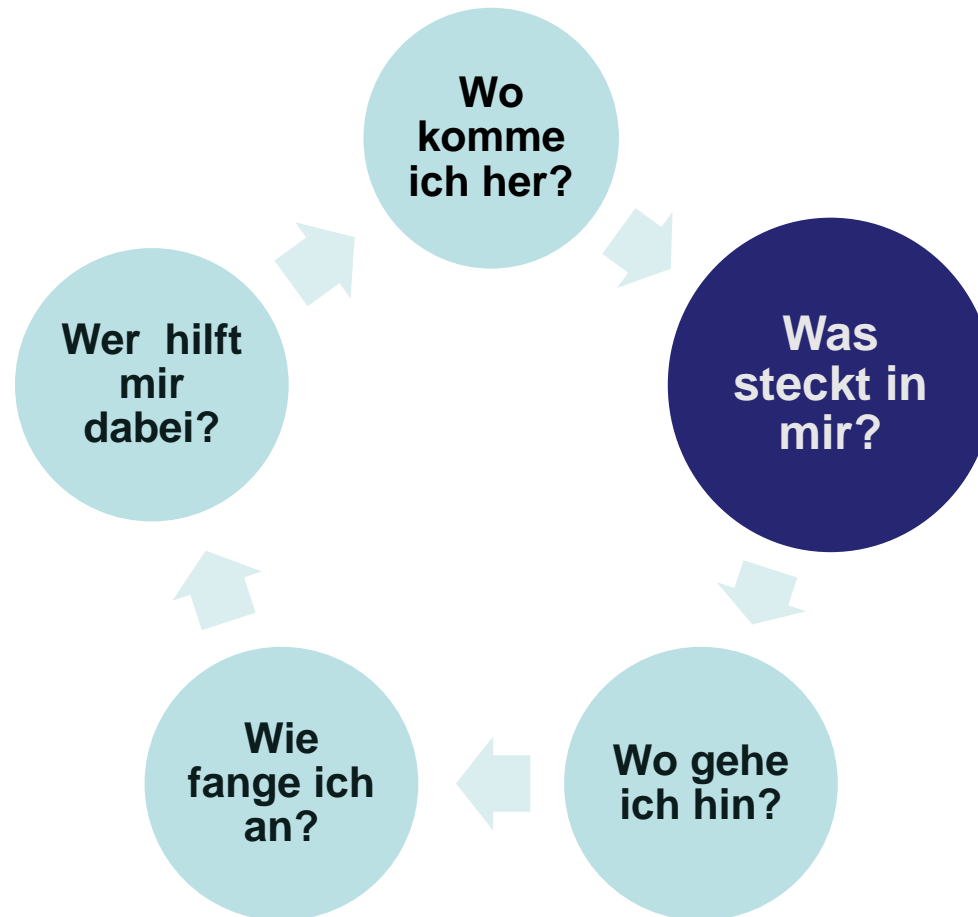 Wo
komme
ich her?
Was
steckt in
mir?
Wo gehe
ich hin?
Wie
fange ich
an?
Wer  hilft
mir
dabei?